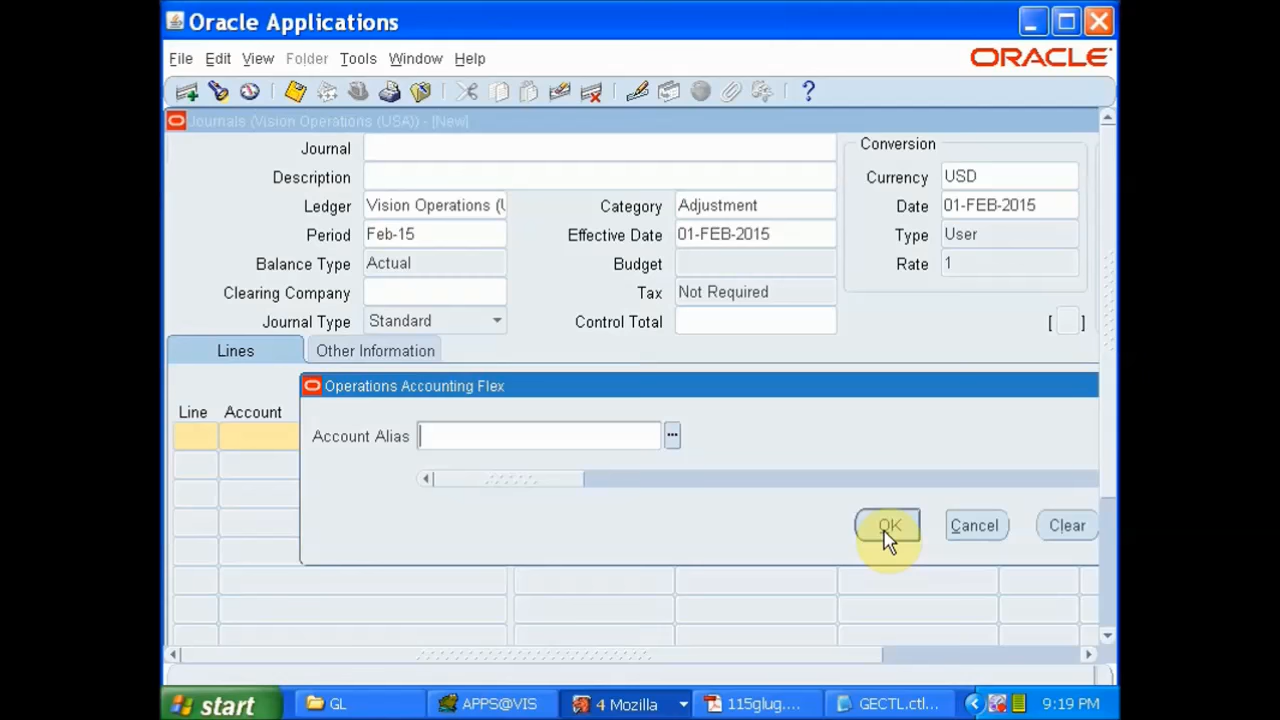 Oracle Applications
File Edit View Folder Tools Window Help
ORACLE
Journals (Vision Operations (USA)) - [New]
Journal
Description
Ledger Vision Operations (U
Period Feb-15
Balance Type Actual
Clearing Company
Journal Type Standard
Category Adjustment
Effective Date 01-FEB-2015
Budget
Tax Not Required
Control Total
Conversion
Currency USD
Date 01-FEB-2015
Type User
Rate 1
[ ]
Lines Other Information
Line Account
Operations Accounting Flex
Account Alias ...
OK Cancel Clear
start GL APPS@VIS 4 Mozilla 115glug.... GECTL.ctl... 9:19 PM